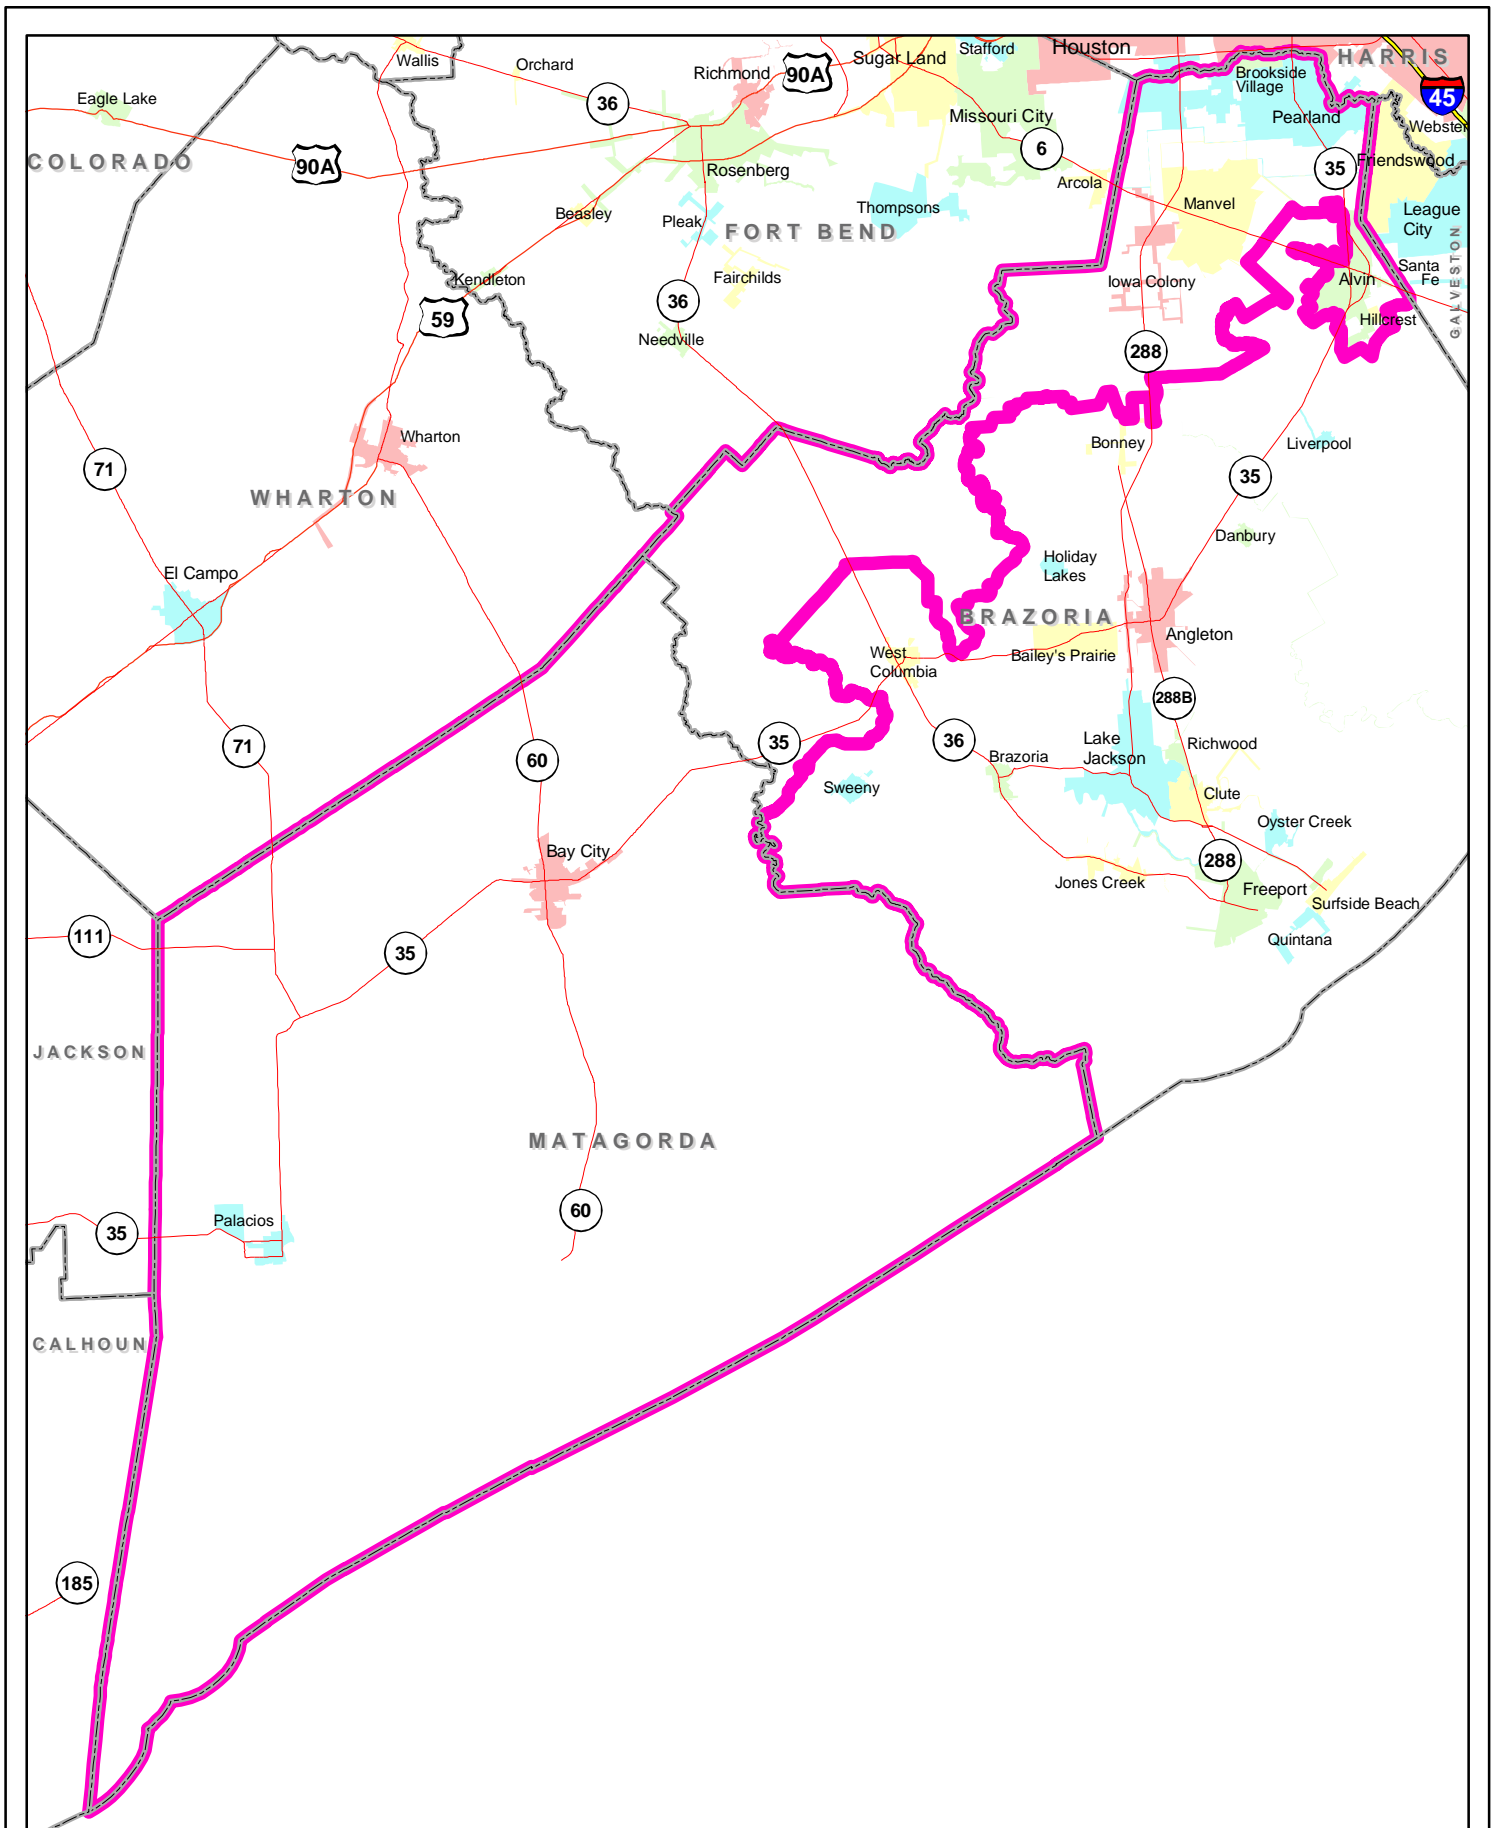 Wallis
Orchard
Richmond
90A
Sugar Land
Stafford
Houston
HARRIS
Eagle Lake
36
Missouri City
Brookside
Village
Pearland
45
Webster
COLORADO
90A
Rosenberg
6
Arcola
35
Friendswood
Beasley
Pleak
FORT BEND
Thompsons
Manvel
League
City
Kendleton
Fairchilds
Iowa Colony
Alvin
Santa
Fe
GALVESTON
59
36
Needville
288
Hillcrest
71
Wharton
WHARTON
Bonney
Liverpool
35
Danbury
El Campo
Holiday
Lakes
BRAZORIA
Angleton
West
Columbia
Bailey's Prairie
288B
71
60
35
36
Lake
Jackson
Richwood
Brazoria
Sweeny
Clute
Oyster Creek
Bay City
288
Jones Creek
Freeport
Surfside Beach
Quintana
111
35
JACKSON
MATAGORDA
Palacios
35
60
CALHOUN
185